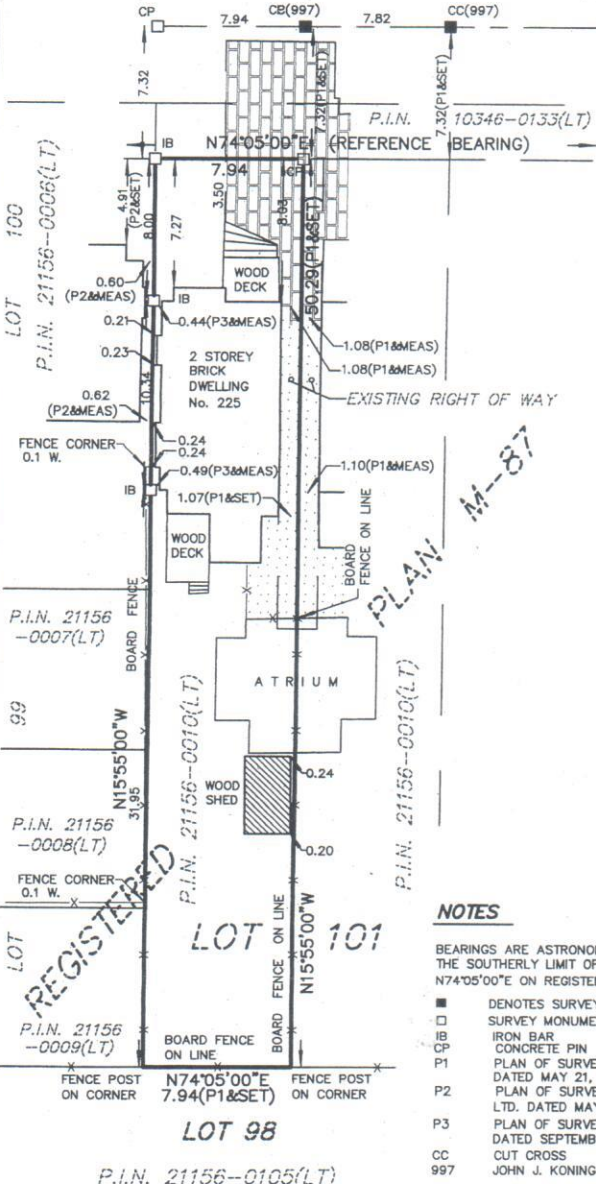 CP
7.94
CB(997)
7.82
CC(997)
7.32
7.32(P1&SET)
7.32(P1&SET)
P.I.N. 10346-0133(LT)
IB
N74°05'00"E (REFERENCE BEARING)
7.94
CP
LOT 100
P.I.N. 21156-0006(LT)
4.91
(P2&SET)
8.00
7.27
3.50
8.03
50.29(P1&SET)
WOOD
DECK
0.60
(P2&MEAS)
IB
0.21
0.44(P3&MEAS)
0.23
2 STOREY
BRICK
DWELLING
No. 225
1.08(P1&MEAS)
1.08(P1&MEAS)
10.34
EXISTING RIGHT OF WAY
0.62
(P2&MEAS)
0.24
0.24
FENCE CORNER
0.1 W.
IB
0.49(P3&MEAS)
1.10(P1&MEAS)
1.07(P1&SET)
PLAN M-87
WOOD
DECK
BOARD
FENCE ON LINE
BOARD FENCE
P.I.N. 21156
-0007(LT)
ATRIUM
99
N15°55'00"W
31.95
P.I.N. 21156-0010(LT)
P.I.N. 21156-0010(LT)
WOOD
SHED
0.24
0.20
P.I.N. 21156
-0008(LT)
FENCE CORNER
0.1 W.
REGISTERED
LOT
LOT 101
BOARD FENCE ON LINE
N15°55'00"W
P.I.N. 21156
-0009(LT)
BOARD FENCE
ON LINE
FENCE POST
ON CORNER
N74°05'00"E
7.94(P1&SET)
FENCE POST
ON CORNER
LOT 98
P.I.N. 21156-0105(LT)
NOTES
BEARINGS ARE ASTRONO
THE SOUTHERLY LIMIT OF
N74°05'00"E ON REGISTER
■ DENOTES SURVEY
□ SURVEY MONUME
IB IRON BAR
CP CONCRETE PIN
P1 PLAN OF SURVE
DATED MAY 21,
P2 PLAN OF SURVE
LTD. DATED MAY
P3 PLAN OF SURVE
DATED SEPTEMB
CC CUT CROSS
997 JOHN J. KONING